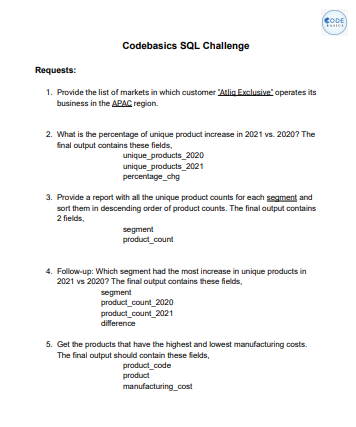 CODE
BASICS
Codebasics SQL Challenge
Requests:
1. Provide the list of markets in which customer "Atliq Exclusive" operates its
business in the APAC region.
2. What is the percentage of unique product increase in 2021 vs. 2020? The
final output contains these fields,
unique_products_2020
unique_products_2021
percentage_chg
3. Provide a report with all the unique product counts for each segment and
sort them in descending order of product counts. The final output contains
2 fields,
segment
product_count
4. Follow-up: Which segment had the most increase in unique products in
2021 vs 2020? The final output contains these fields,
segment
product_count_2020
product_count_2021
difference
5. Get the products that have the highest and lowest manufacturing costs.
The final output should contain these fields,
product_code
product
manufacturing_cost